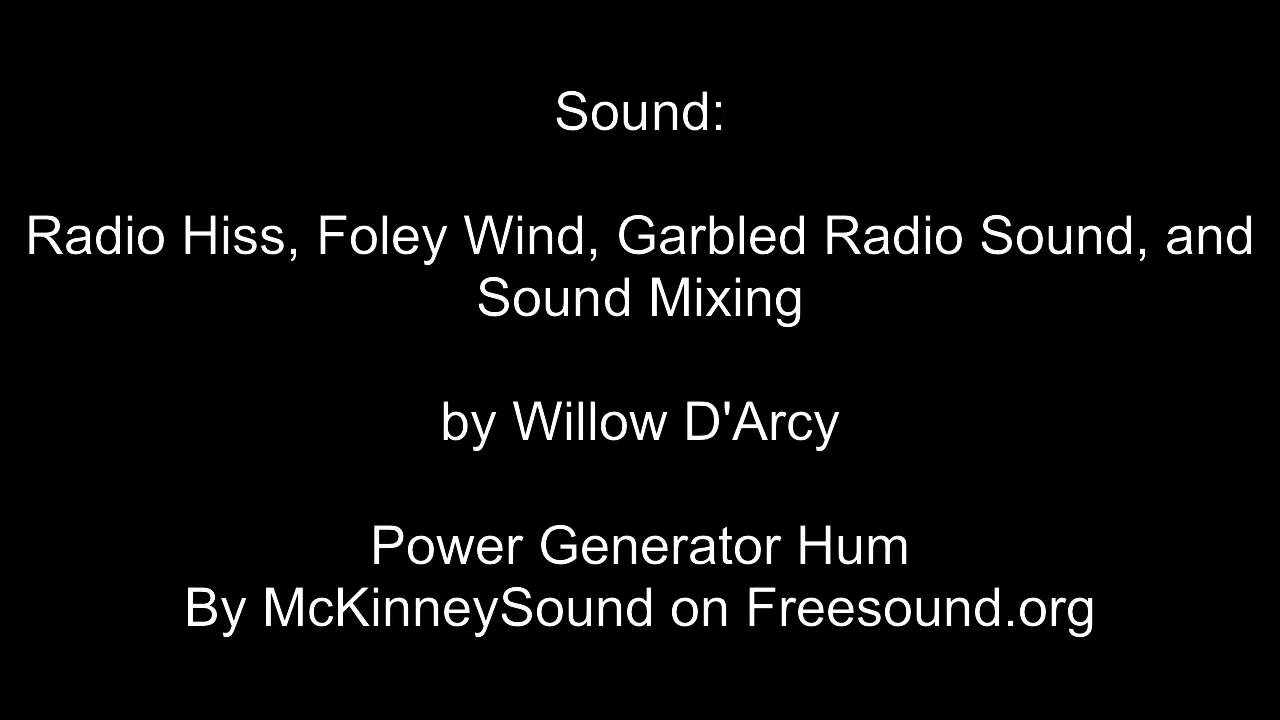 Sound:
Radio Hiss, Foley Wind, Garbled Radio Sound, and
Sound Mixing
by Willow D'Arcy
Power Generator Hum
By McKinneySound on Freesound.org